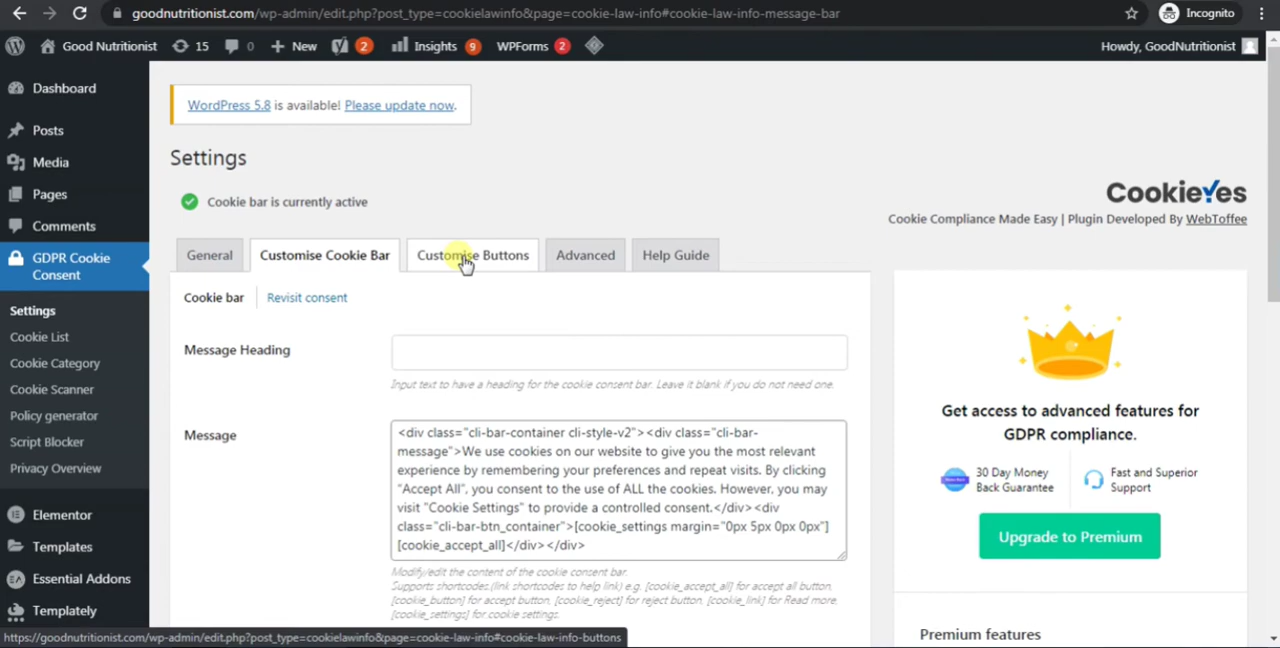 goodnutritionist.com/wp-admin/edit.php?post_type=cookielawinfo&page=cookie-law-info#cookie-law-info-message-bar
Incognito
Good Nutritionist
15
0
New
2
Insights 9
WPForms 2
Howdy, GoodNutritionist
Dashboard
Posts
Media
Pages
Comments
GDPR Cookie
Consent
Settings
Cookie List
Cookie Category
Cookie Scanner
Policy generator
Script Blocker
Privacy Overview
Elementor
Templates
Essential Addons
Templately
WordPress 5.8 is available! Please update now.
Settings
Cookie bar is currently active
General
Customise Cookie Bar
Customise Buttons
Advanced
Help Guide
Cookie bar
Revisit consent
Message Heading
Input text to have a heading for the cookie consent bar. Leave it blank if you do not need one.
Message
<div class="cli-bar-container cli-style-v2"><div class="cli-bar-
message">We use cookies on our website to give you the most relevant
experience by remembering your preferences and repeat visits. By clicking
"Accept All", you consent to the use of ALL the cookies. However, you may
visit "Cookie Settings" to provide a controlled consent.</div><div
class="cli-bar-btn_container">[cookie_settings margin="0px 5px 0px 0px"]
[cookie_accept_all]</div></div>
Modify/edit the content of the cookie consent bar.
Supports shortcodes.(link shortcodes to help link) e.g. [cookie_accept_all] for accept all button,
[cookie_button] for accept button, [cookie_reject] for reject button, [cookie_link] for Read more,
[cookie_settings] for cookie settings.
CookieYes
Cookie Compliance Made Easy | Plugin Developed By WebToffee
Get access to advanced features for
GDPR compliance.
30 Day Money
Back Guarantee
Fast and Superior
Support
Upgrade to Premium
Premium features
https://goodnutritionist.com/wp-admin/edit.php?post_type=cookielawinfo&page=cookie-law-info#cookie-law-info-buttons